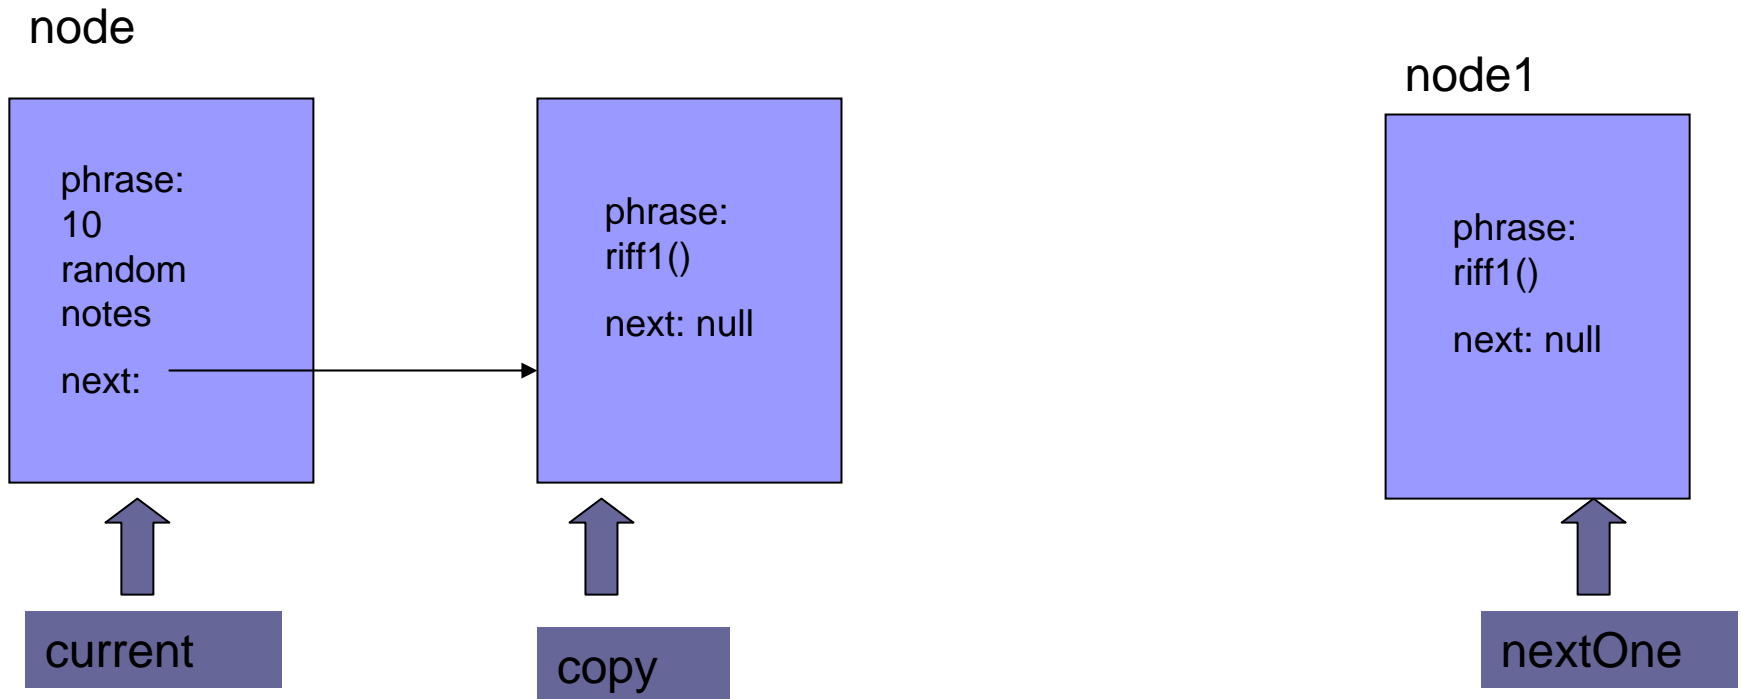 node
phrase:
10
random
notes
next:
current
phrase:
riff1()
next: null
copy
node1
phrase:
riff1()
next: null
nextOne